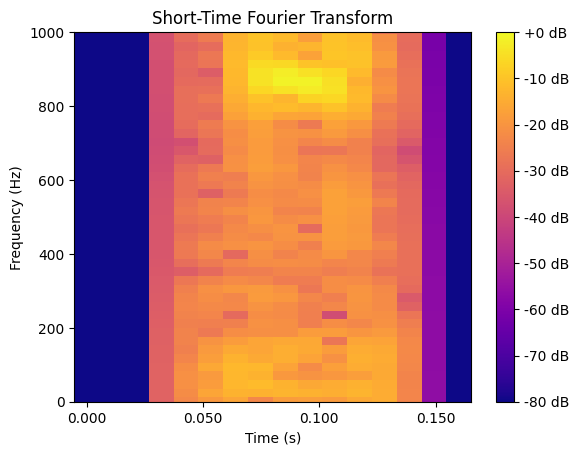 Short-Time Fourier Transform
1000
800
600
400
200
0
Frequency (Hz)
0.000
0.050
0.100
0.150
Time (s)
+0 dB
-10 dB
-20 dB
-30 dB
-40 dB
-50 dB
-60 dB
-70 dB
-80 dB